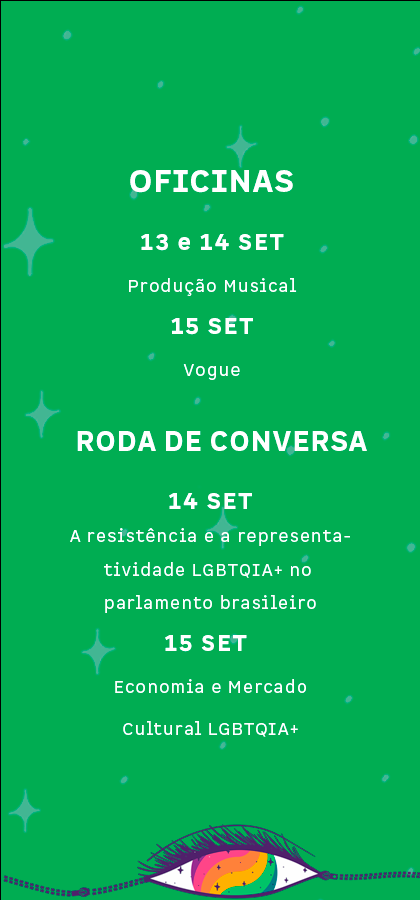 OFICINAS
13 e 14 SET
Produção Musical
15 SET
Vogue
RODA DE CONVERSA
14 SET
A resistência e a representa-
tividade LGBTQIA+ no
parlamento brasileiro
15 SET
Economia e Mercado
Cultural LGBTQIA+